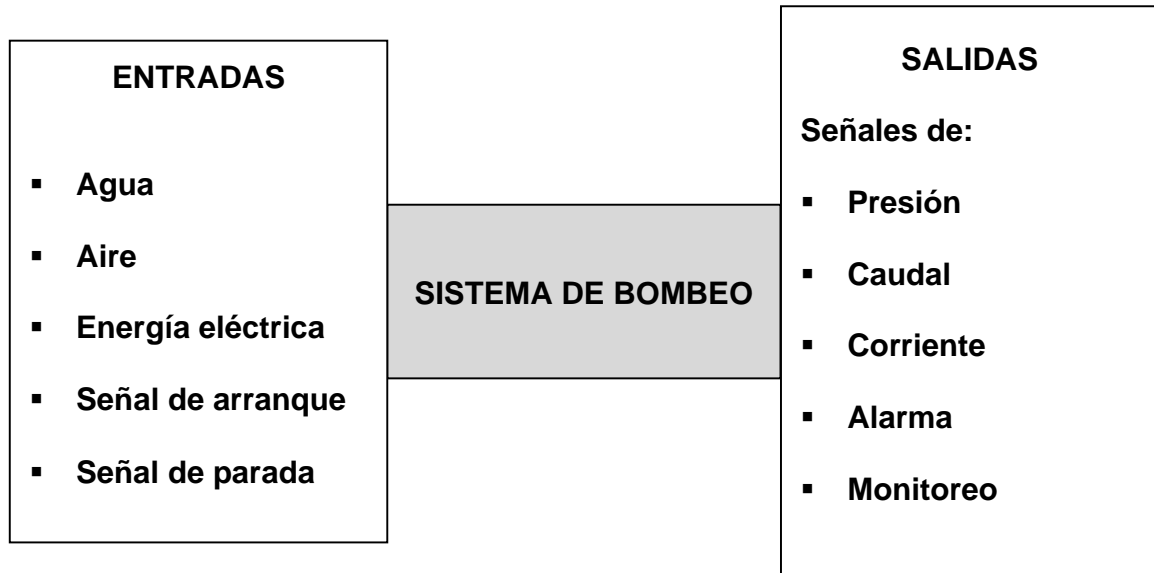 ENTRADAS
▪ Agua
▪ Aire
▪ Energía eléctrica
▪ Señal de arranque
▪ Señal de parada
SISTEMA DE BOMBEO
SALIDAS
Señales de:
▪ Presión
▪ Caudal
▪ Corriente
▪ Alarma
▪ Monitoreo